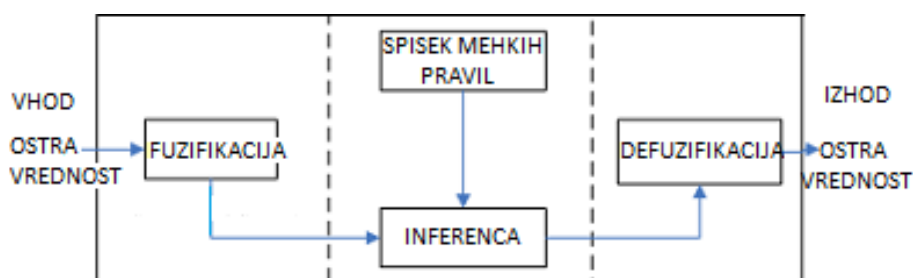 SPISEK MEHKIH
PRAVIL
VHOD
OSTRA
VREDNOST
FUZIFIKACIJA
INFERENCA
DEFUZIFIKACIJA
IZHOD
OSTRA
VREDNOST